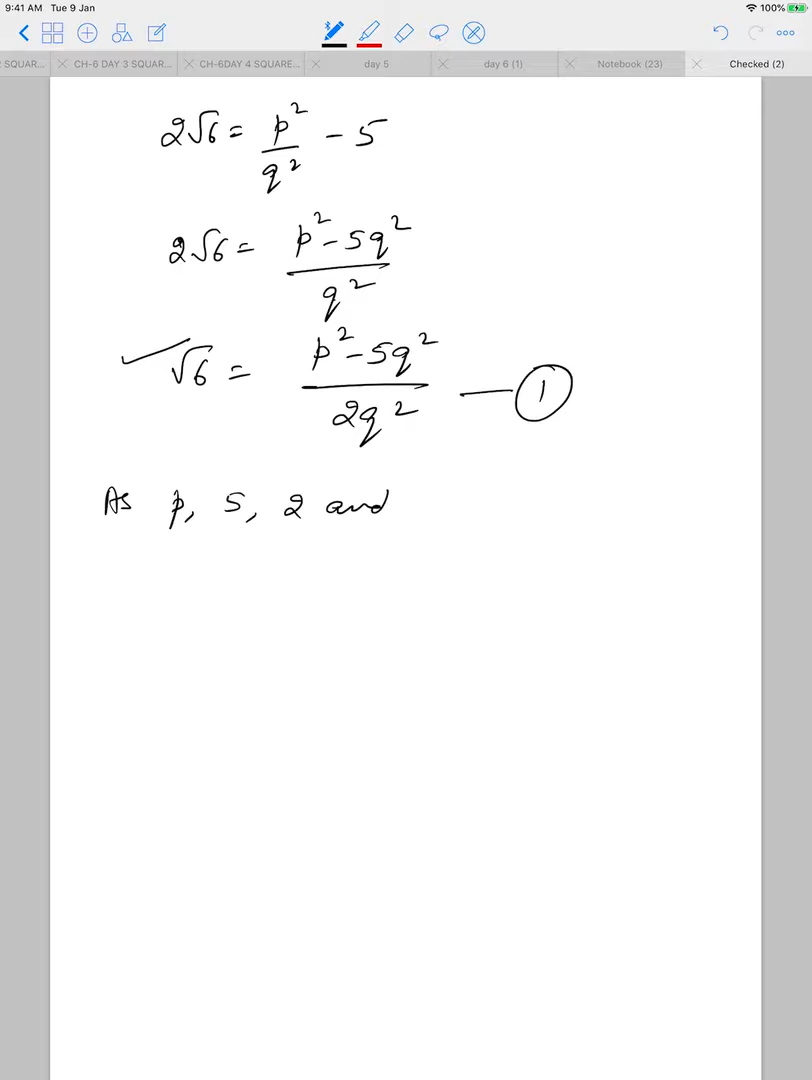 9:41 AM Tue 9 Jan 100%
SQUAR... CH-6 DAY 3 SQUAR... CH-6DAY 4 SQUARE... day 5 day 6 (1) Notebook (23) Checked (2)
2√6 = p²/q² - 5
2√6 = (p² - 5q²)/q²
✓ √6 = (p² - 5q²)/2q² — ①
As p, 5, 2 and